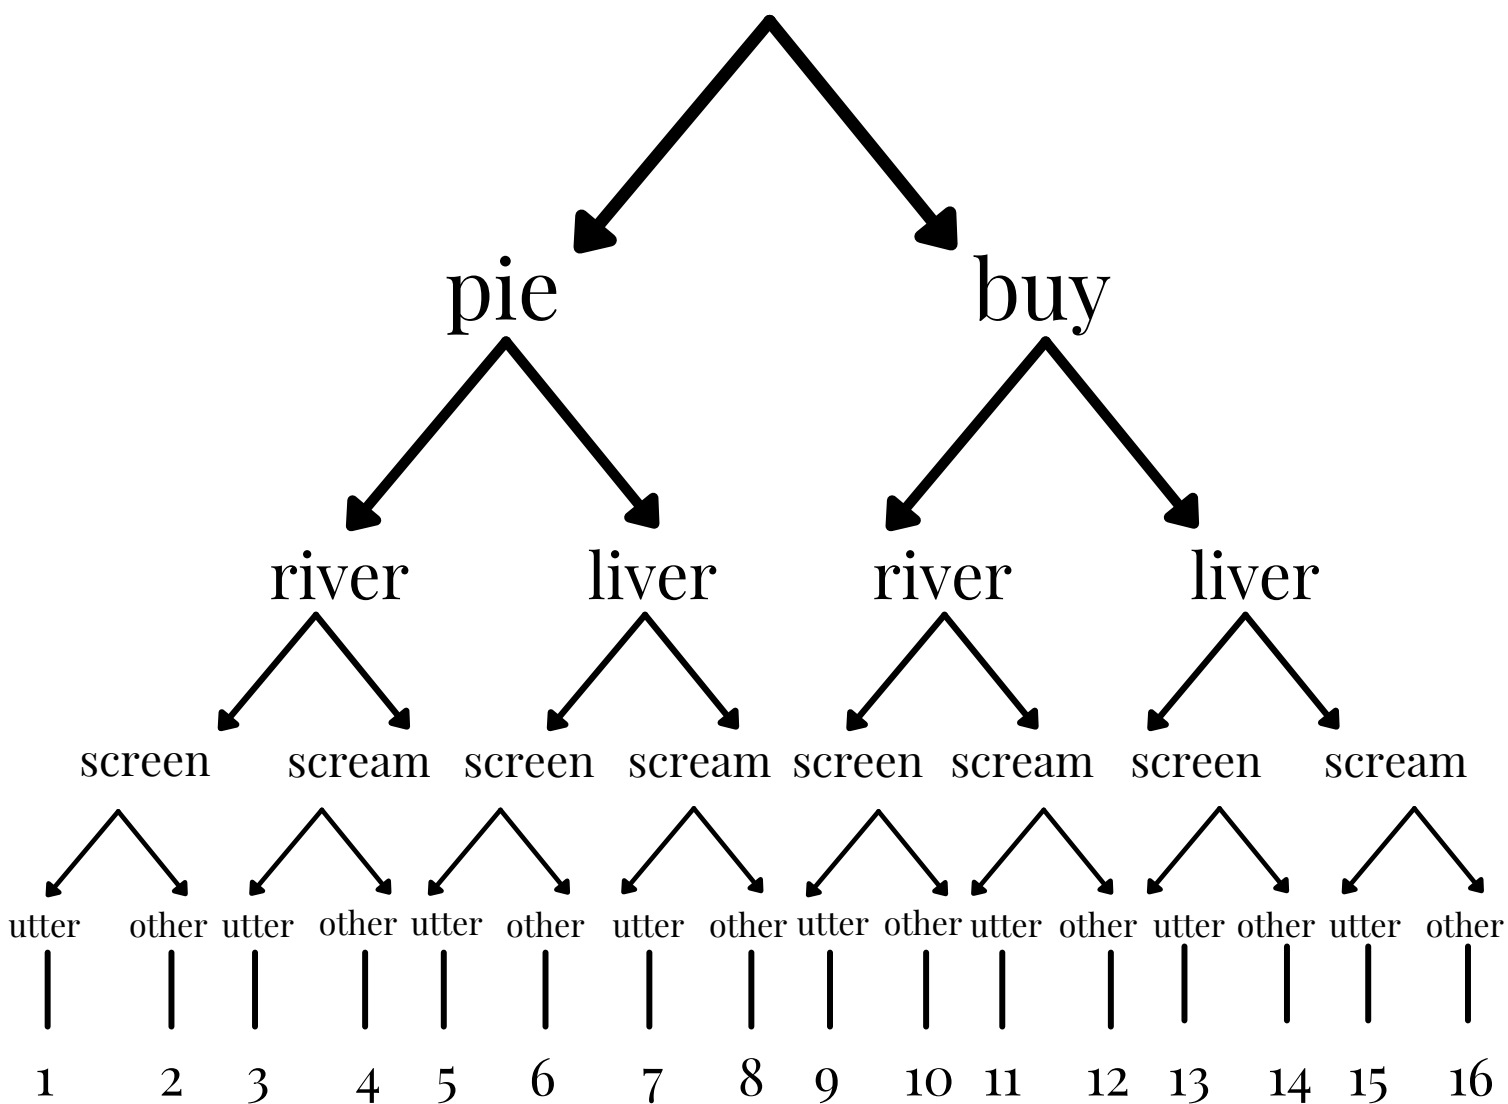 pie buy
river liver river liver
screen scream screen scream screen scream screen scream
utter other utter other utter other utter other utter other utter other utter other utter other
1 2 3 4 5 6 7 8 9 10 11 12 13 14 15 16